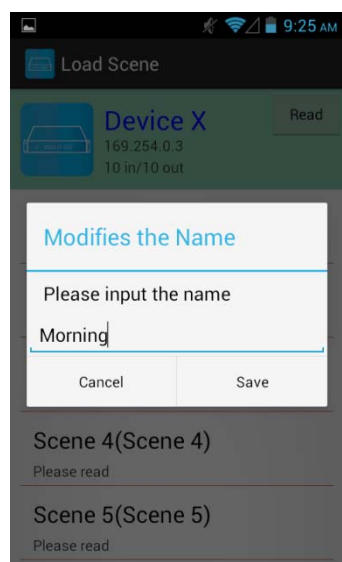 9:25 AM
Load Scene
Device X
Read
169.254.0.3
10 in/10 out
Modifies the Name
Please input the name
Morning
Cancel
Save
Scene 4(Scene 4)
Please read
Scene 5(Scene 5)
Please read